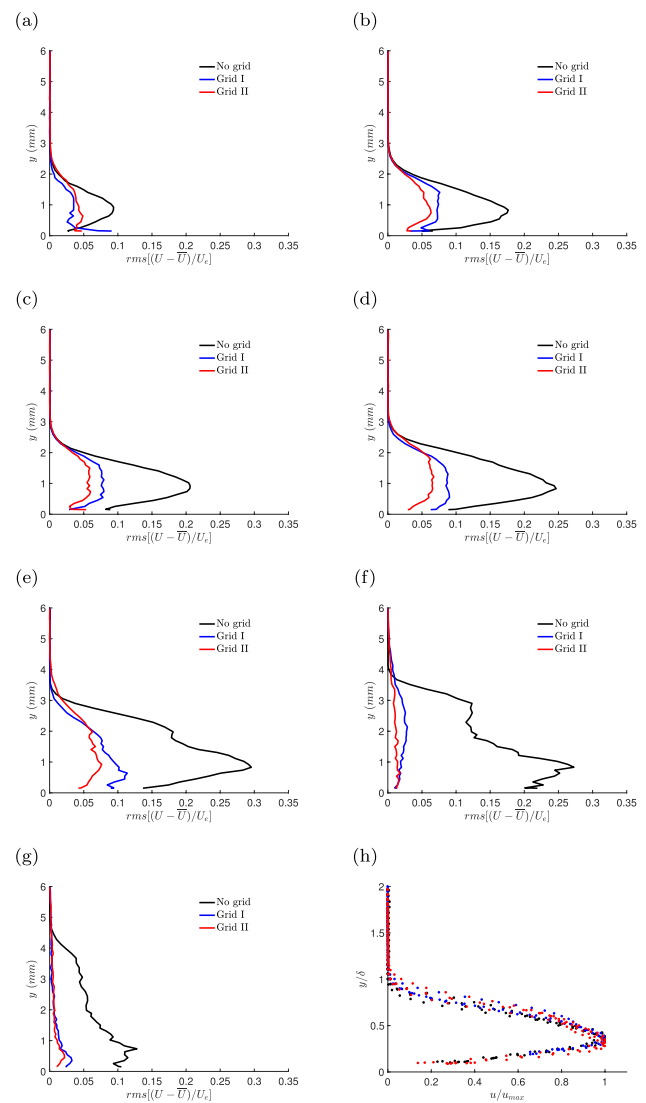 (a)
6
5
4
3
2
1
0
y (mm)
No grid
Grid I
Grid II
0 0.05 0.1 0.15 0.2 0.25 0.3 0.35
rms[(U − U̅)/Uₑ]
(b)
6
5
4
3
2
1
0
y (mm)
No grid
Grid I
Grid II
0 0.05 0.1 0.15 0.2 0.25 0.3 0.35
rms[(U − U̅)/Uₑ]
(c)
6
5
4
3
2
1
0
y (mm)
No grid
Grid I
Grid II
0 0.05 0.1 0.15 0.2 0.25 0.3 0.35
rms[(U − U̅)/Uₑ]
(d)
6
5
4
3
2
1
0
y (mm)
No grid
Grid I
Grid II
0 0.05 0.1 0.15 0.2 0.25 0.3 0.35
rms[(U − U̅)/Uₑ]
(e)
6
5
4
3
2
1
0
y (mm)
No grid
Grid I
Grid II
0 0.05 0.1 0.15 0.2 0.25 0.3 0.35
rms[(U − U̅)/Uₑ]
(f)
6
5
4
3
2
1
0
y (mm)
No grid
Grid I
Grid II
0 0.05 0.1 0.15 0.2 0.25 0.3 0.35
rms[(U − U̅)/Uₑ]
(g)
6
5
4
3
2
1
0
y (mm)
No grid
Grid I
Grid II
0 0.05 0.1 0.15 0.2 0.25 0.3 0.35
rms[(U − U̅)/Uₑ]
(h)
2
1.5
1
0.5
0
y/δ
0 0.2 0.4 0.6 0.8 1
u/uₘₐₓ